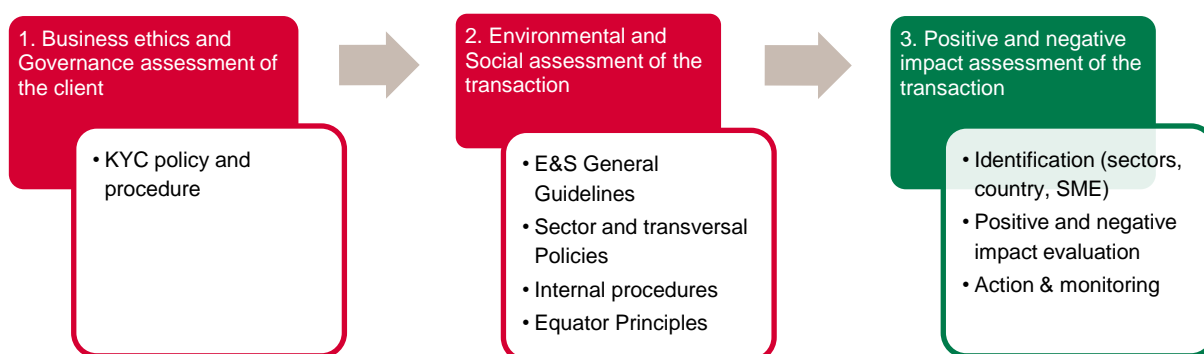 1. Business ethics and
Governance assessment of
the client
• KYC policy and
procedure
2. Environmental and
Social assessment of the
transaction
• E&S General
Guidelines
• Sector and transversal
Policies
• Internal procedures
• Equator Principles
3. Positive and negative
impact assessment of the
transaction
• Identification (sectors,
country, SME)
• Positive and negative
impact evaluation
• Action & monitoring